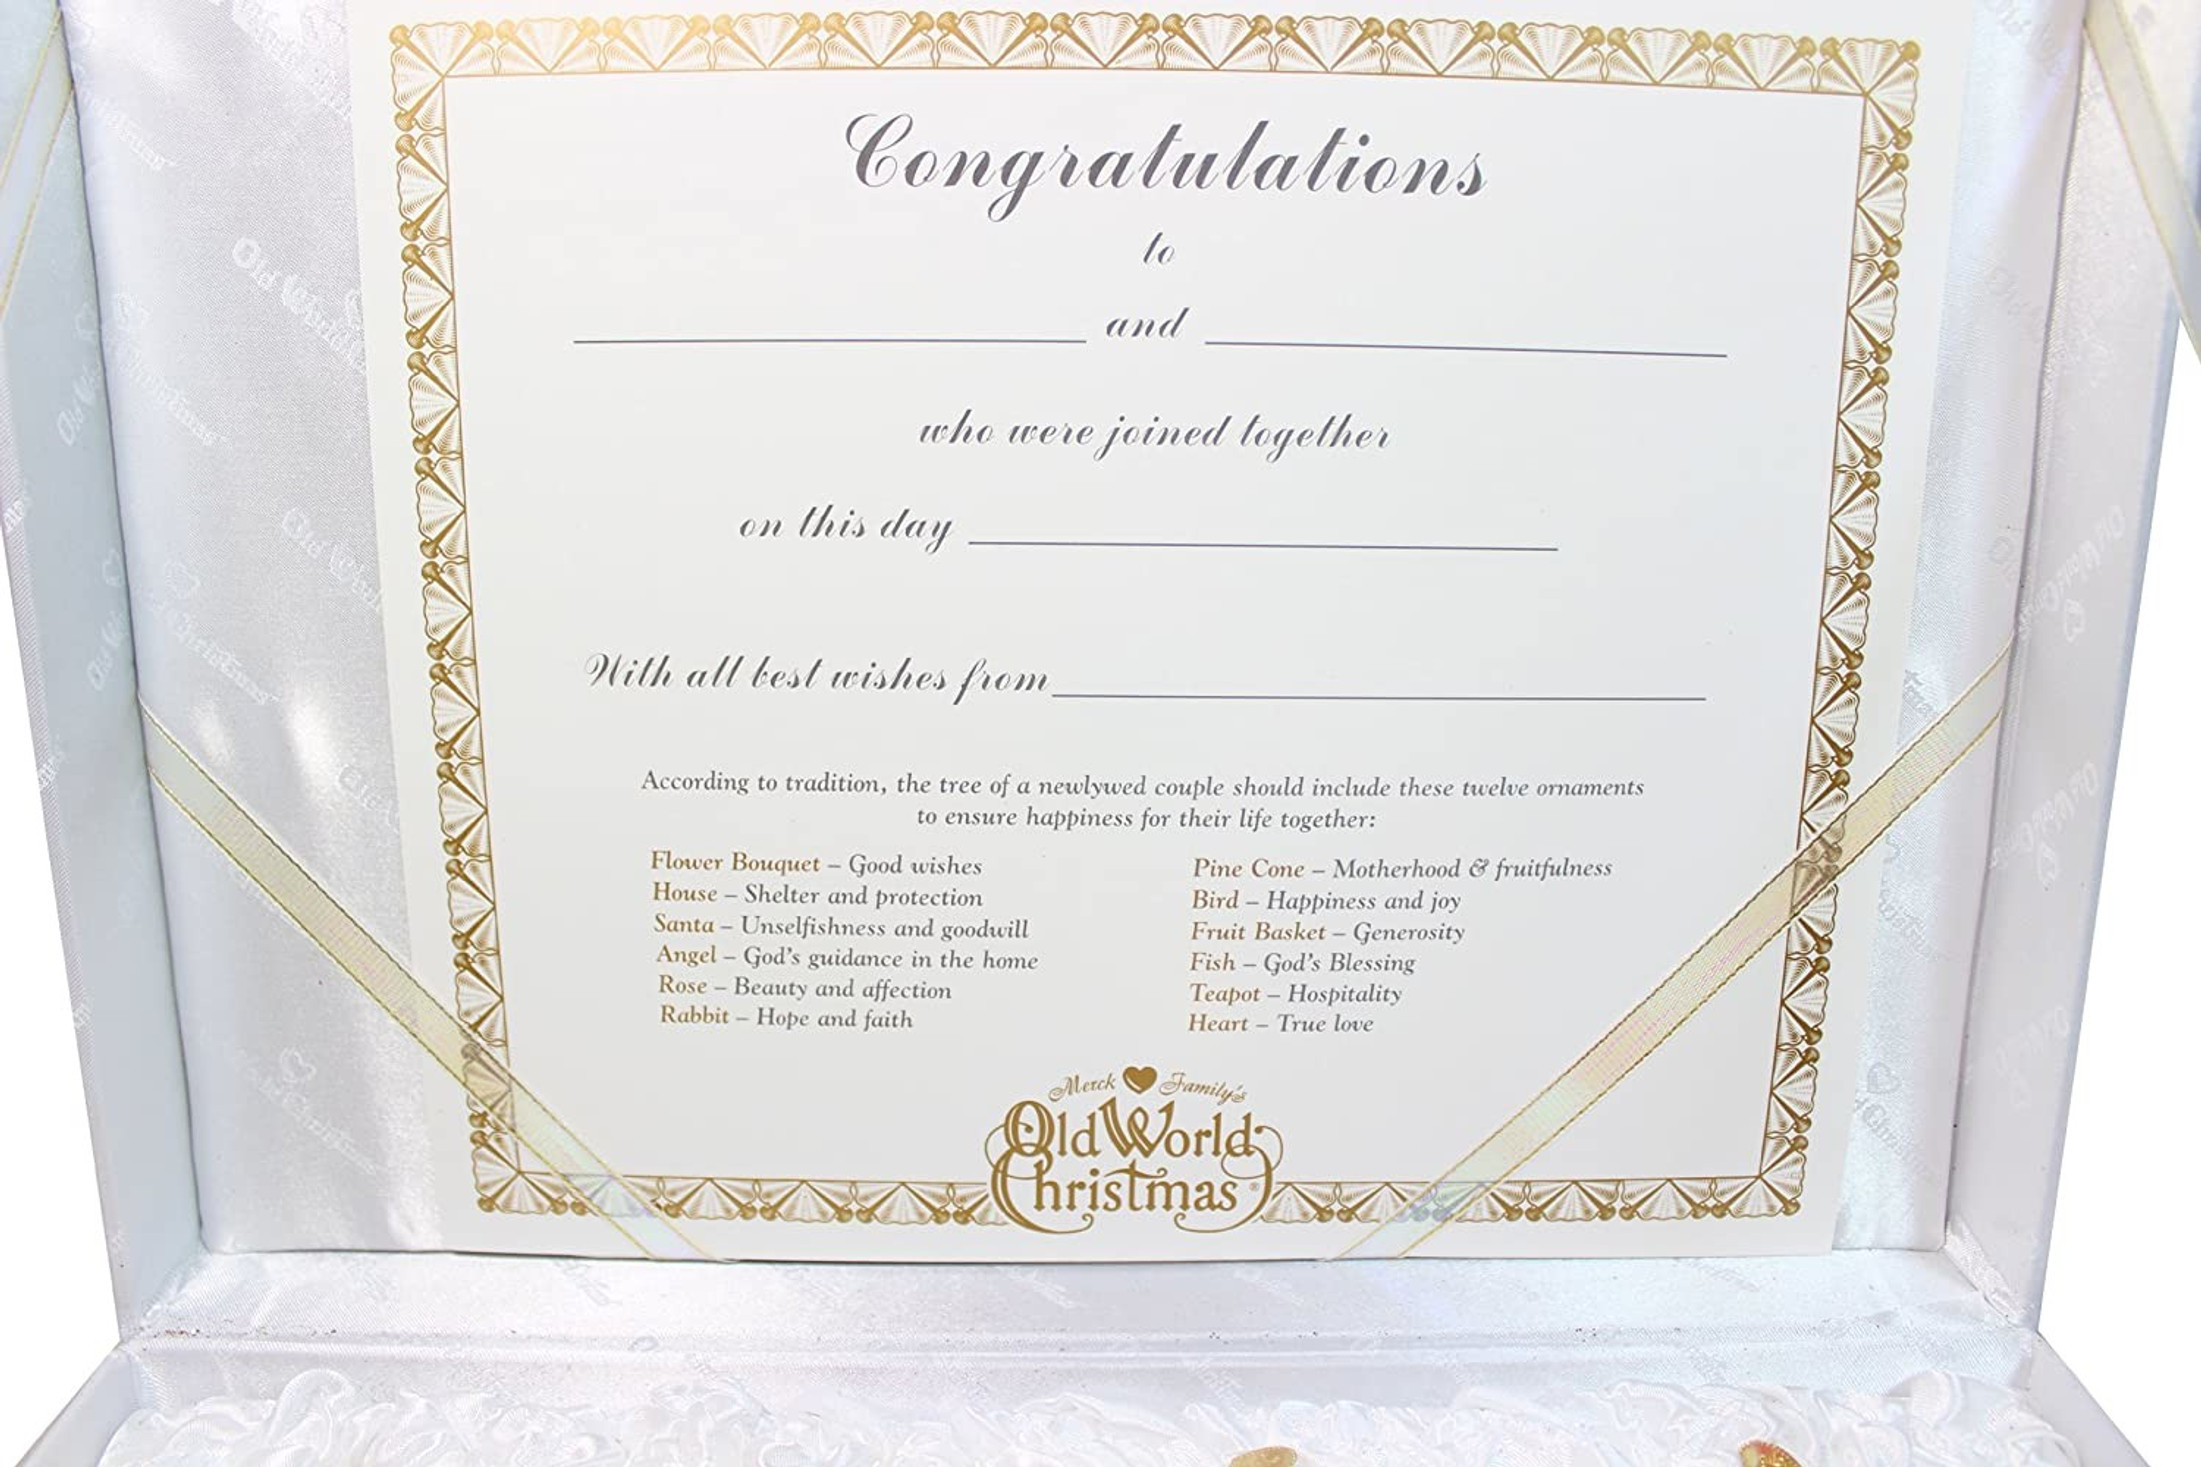 Congratulations
to
and
who were joined together
on this day
With all best wishes from
According to tradition, the tree of a newlywed couple should include these twelve ornaments
to ensure happiness for their life together:
Flower Bouquet – Good wishes
House – Shelter and protection
Santa – Unselfishness and goodwill
Angel – God's guidance in the home
Rose – Beauty and affection
Rabbit – Hope and faith
Pine Cone – Motherhood & fruitfulness
Bird – Happiness and joy
Fruit Basket – Generosity
Fish – God's Blessing
Teapot – Hospitality
Heart – True love
Merck Family's
Old World
Christmas®